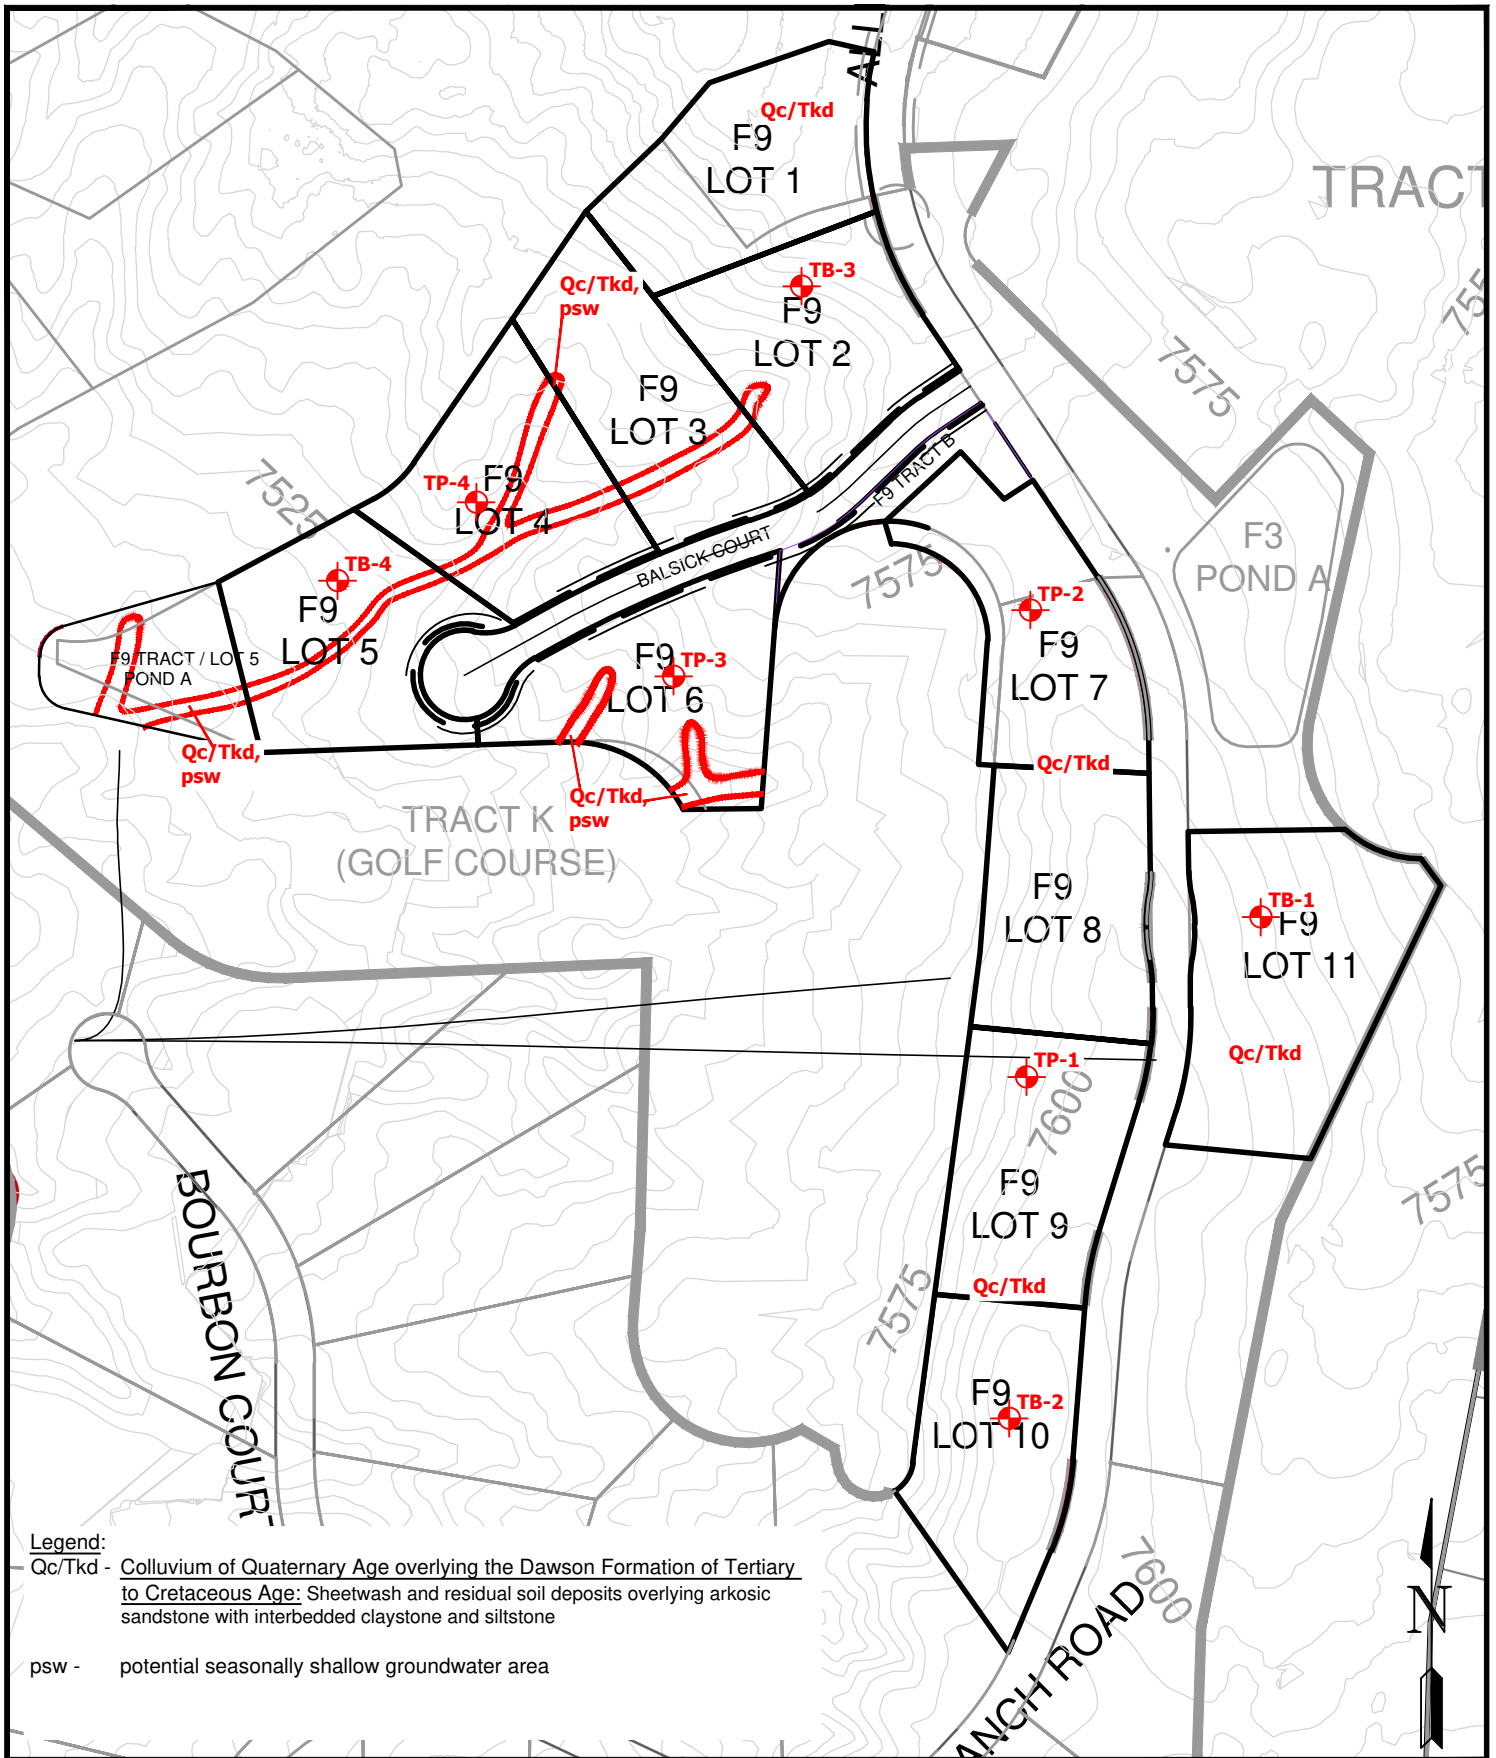 ALL
Qc/Tkd
F9
LOT 1
TRACT
TB-3
Qc/Tkd,
psw
F9
LOT 2
755
7575
F9
LOT 3
F9 TRACT B
TP-4
F9
LOT 4
7525
F3
POND A
BALSICK COURT
7575
TB-4
F9
LOT 5
TP-2
F9
LOT 7
F9 TRACT / LOT 5
POND A
F9
TP-3
LOT 6
Qc/Tkd,
psw
Qc/Tkd
Qc/Tkd,
psw
TRACT K
(GOLF COURSE)
F9
LOT 8
TB-1
F9
LOT 11
Qc/Tkd
TP-1
7600
7575
F9
LOT 9
Qc/Tkd
7575
BOURBON COURT
F9
TB-2
LOT 10
7600
ANCH ROAD
N
Legend:
Qc/Tkd - Colluvium of Quaternary Age overlying the Dawson Formation of Tertiary
to Cretaceous Age: Sheetwash and residual soil deposits overlying arkosic
sandstone with interbedded claystone and siltstone
psw - potential seasonally shallow groundwater area